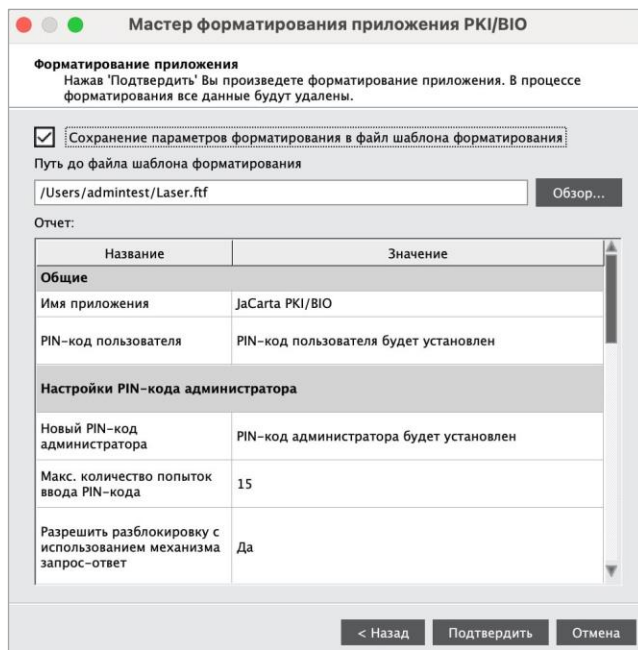 Мастер форматирования приложения PKI/BIO
Форматирование приложения
Нажав 'Подтвердить' Вы произведете форматирование приложения. В процессе
форматирования все данные будут удалены.
Сохранение параметров форматирования в файл шаблона форматирования
Путь до файла шаблона форматирования
/Users/admintest/Laser.ftf
Обзор...
Отчет:
Название Значение
Общие
Имя приложения JaCarta PKI/BIO
PIN-код пользователя PIN-код пользователя будет установлен
Настройки PIN-кода администратора
Новый PIN-код
администратора
PIN-код администратора будет установлен
Макс. количество попыток
ввода PIN-кода
15
Разрешить разблокировку с
использованием механизма
запрос-ответ
Да
< Назад Подтвердить Отмена